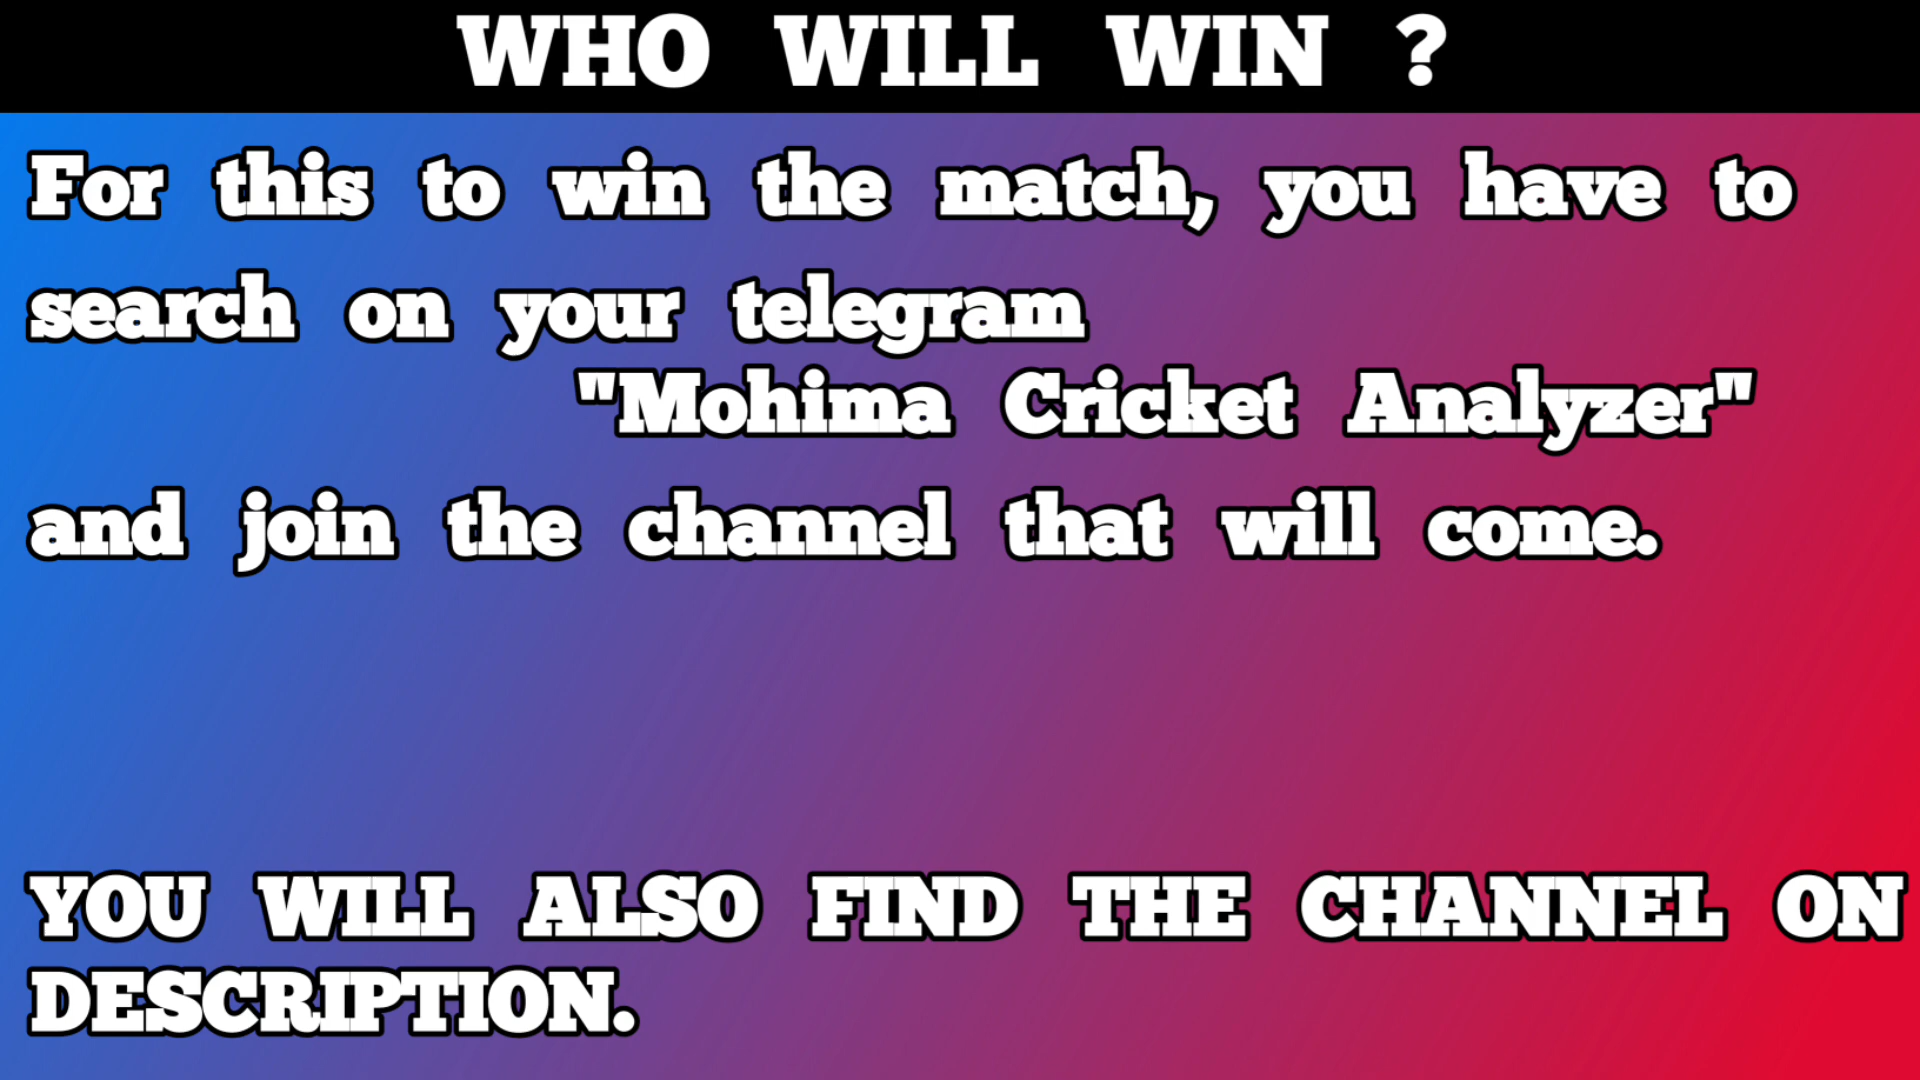 WHO WILL WIN ?
For this to win the match, you have to
search on your telegram
"Mohima Cricket Analyzer"
and join the channel that will come.
YOU WILL ALSO FIND THE CHANNEL ON
DESCRIPTION.